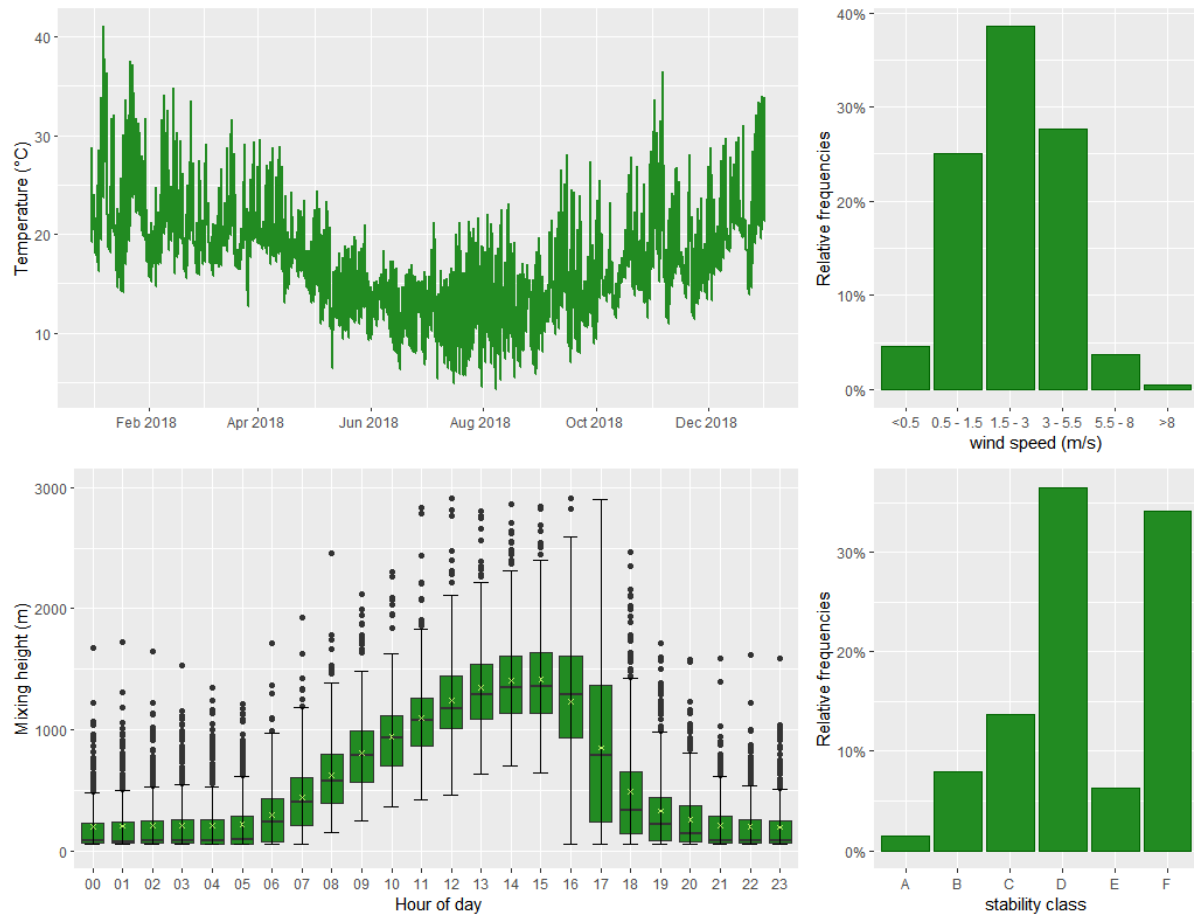 Temperature (°C)
40
30
20
10
Feb 2018 Apr 2018 Jun 2018 Aug 2018 Oct 2018 Dec 2018
Relative frequencies
40%
30%
20%
10%
0%
<0.5 0.5 - 1.5 1.5 - 3 3 - 5.5 5.5 - 8 >8
wind speed (m/s)
Mixing height (m)
3000
2000
1000
0
00 01 02 03 04 05 06 07 08 09 10 11 12 13 14 15 16 17 18 19 20 21 22 23
Hour of day
Relative frequencies
30%
20%
10%
0%
A B C D E F
stability class